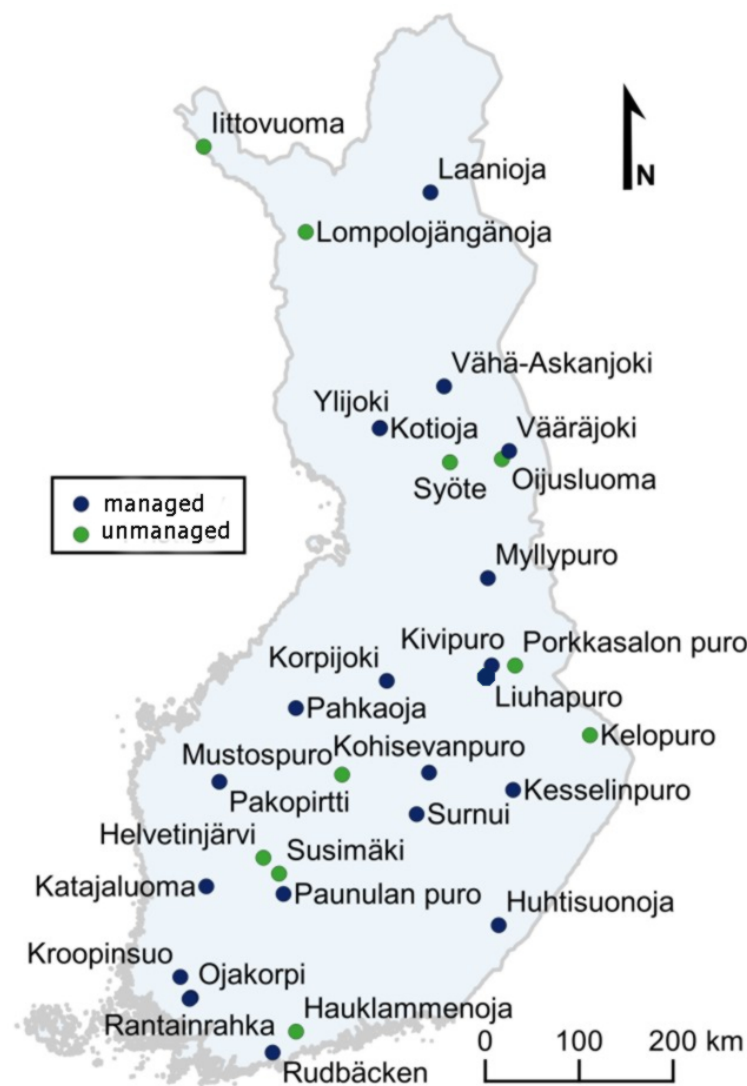 Iittovuoma
Laanioja
N
Lompolojängänoja
Vähä-Askanjoki
Ylijoki
Kotioja
Vääräjoki
Syöte
Oijusluoma
managed
unmanaged
Myllypuro
Kivipuro
Porkkasalon puro
Korpijoki
Liuhapuro
Pahkaoja
Kelopuro
Mustospuro
Kohisevanpuro
Pakopirtti
Kesselinpuro
Surnui
Helvetinjärvi
Susimäki
Katajaluoma
Paunulan puro
Huhtisuonoja
Kroopinsuo
Ojakorpi
Hauklammenoja
Rantainrahka
Rudbäcken
0 100 200 km